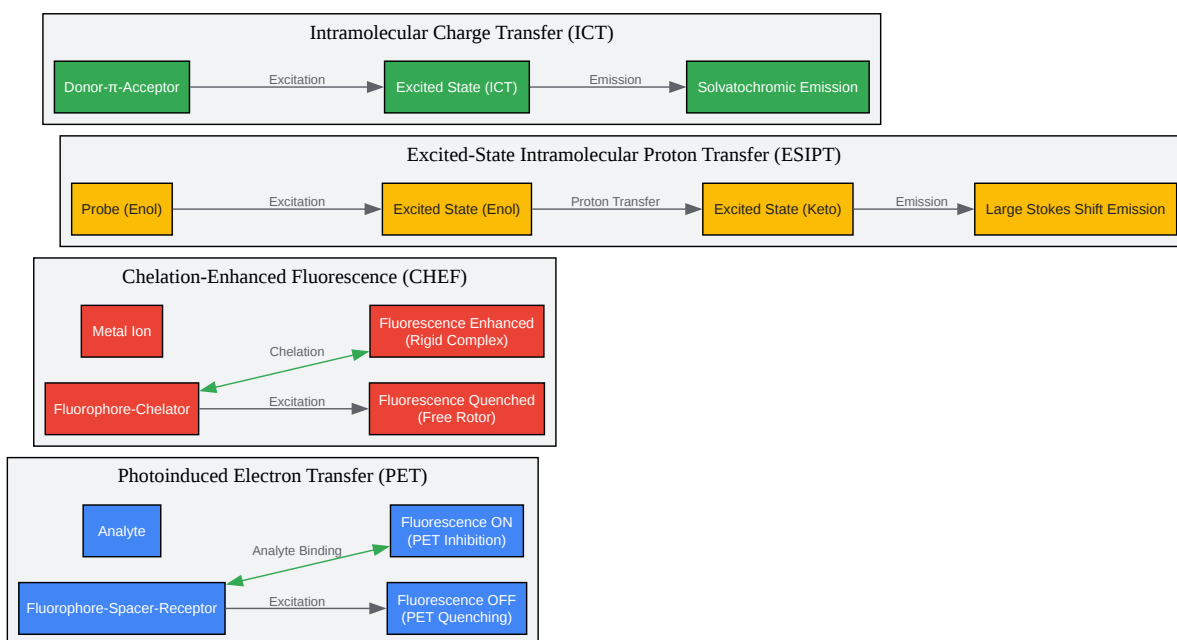 Intramolecular Charge Transfer (ICT)
Donor-π-Acceptor
Excitation
Excited State (ICT)
Emission
Solvatochromic Emission
Excited-State Intramolecular Proton Transfer (ESIPT)
Probe (Enol)
Excitation
Excited State (Enol)
Proton Transfer
Excited State (Keto)
Emission
Large Stokes Shift Emission
Chelation-Enhanced Fluorescence (CHEF)
Metal Ion
Fluorescence Enhanced
(Rigid Complex)
Chelation
Fluorophore-Chelator
Excitation
Fluorescence Quenched
(Free Rotor)
Photoinduced Electron Transfer (PET)
Analyte
Fluorescence ON
(PET Inhibition)
Analyte Binding
Fluorophore-Spacer-Receptor
Excitation
Fluorescence OFF
(PET Quenching)